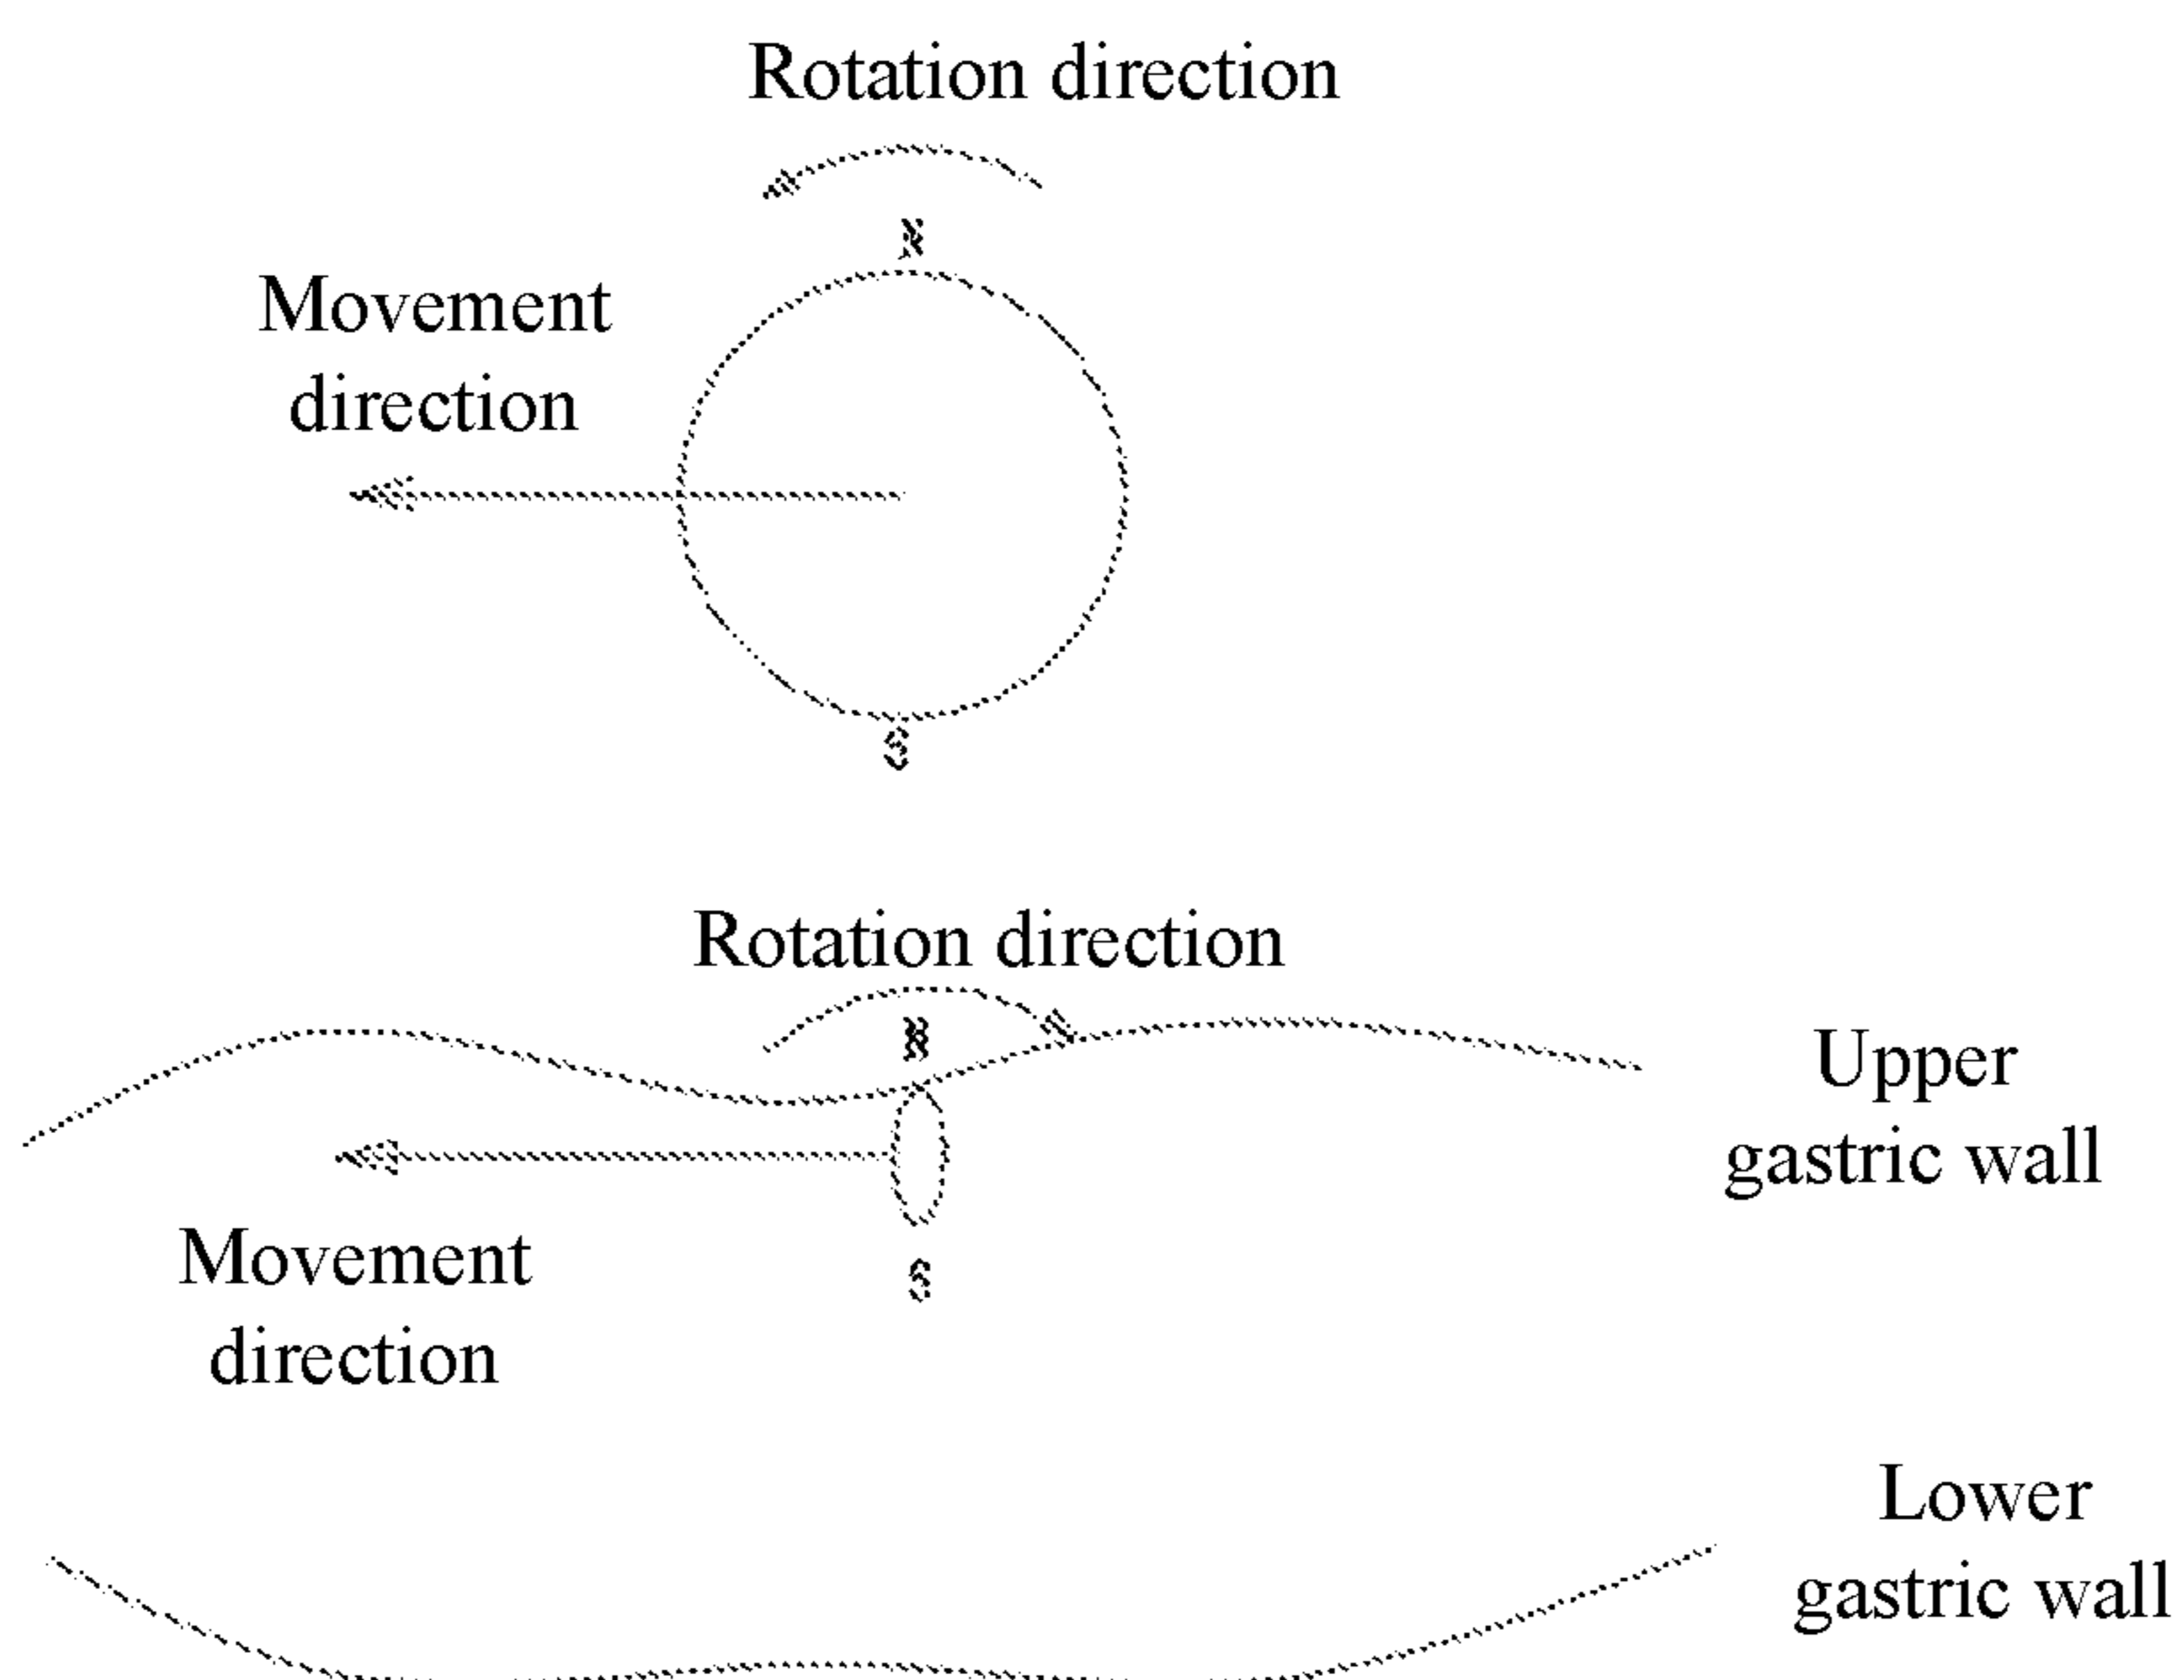 Rotation direction
Movement
direction
Rotation direction
Upper
gastric wall
Movement
direction
Lower
gastric wall